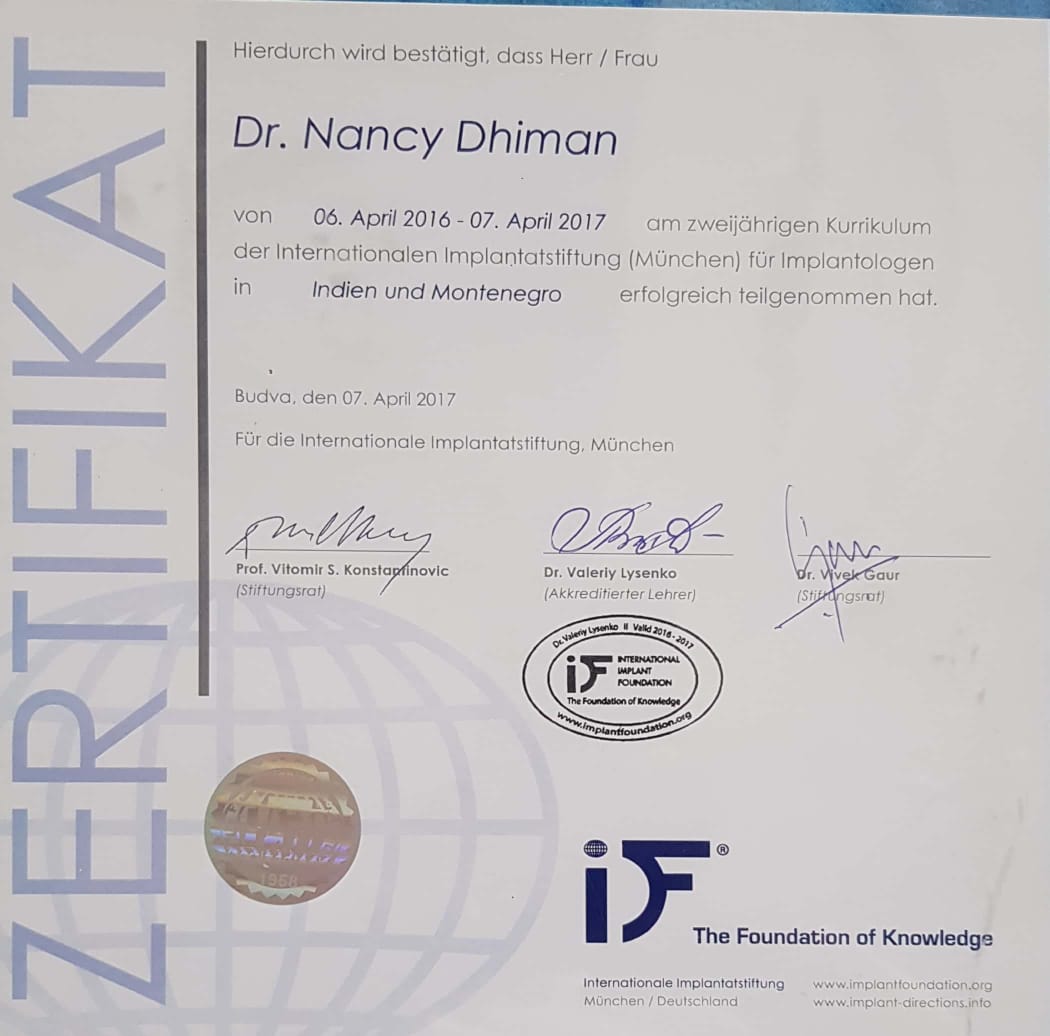 ZERTIFIKAT
Hierdurch wird bestätigt, dass Herr / Frau
Dr. Nancy Dhiman
von 06. April 2016 - 07. April 2017 am zweijährigen Kurrikulum
der Internationalen Implantatstiftung (München) für Implantologen
in Indien und Montenegro erfolgreich teilgenommen hat.
Budva, den 07. April 2017
Für die Internationale Implantatstiftung, München
Prof. Vitomir S. Konstantinovic
(Stiftungsrat)
Dr. Valeriy Lysenko
(Akkreditierter Lehrer)
Dr. Vivek Gaur
(Stiftungsrat)
Dr. Valeriy Lysenko II Valid 2016 - 2017
iF INTERNATIONAL
IMPLANT
FOUNDATION
The Foundation of Knowledge
www.implantfoundation.org
1958
iF®
The Foundation of Knowledge
Internationale Implantatstiftung www.implantfoundation.org
München / Deutschland www.implant-directions.info